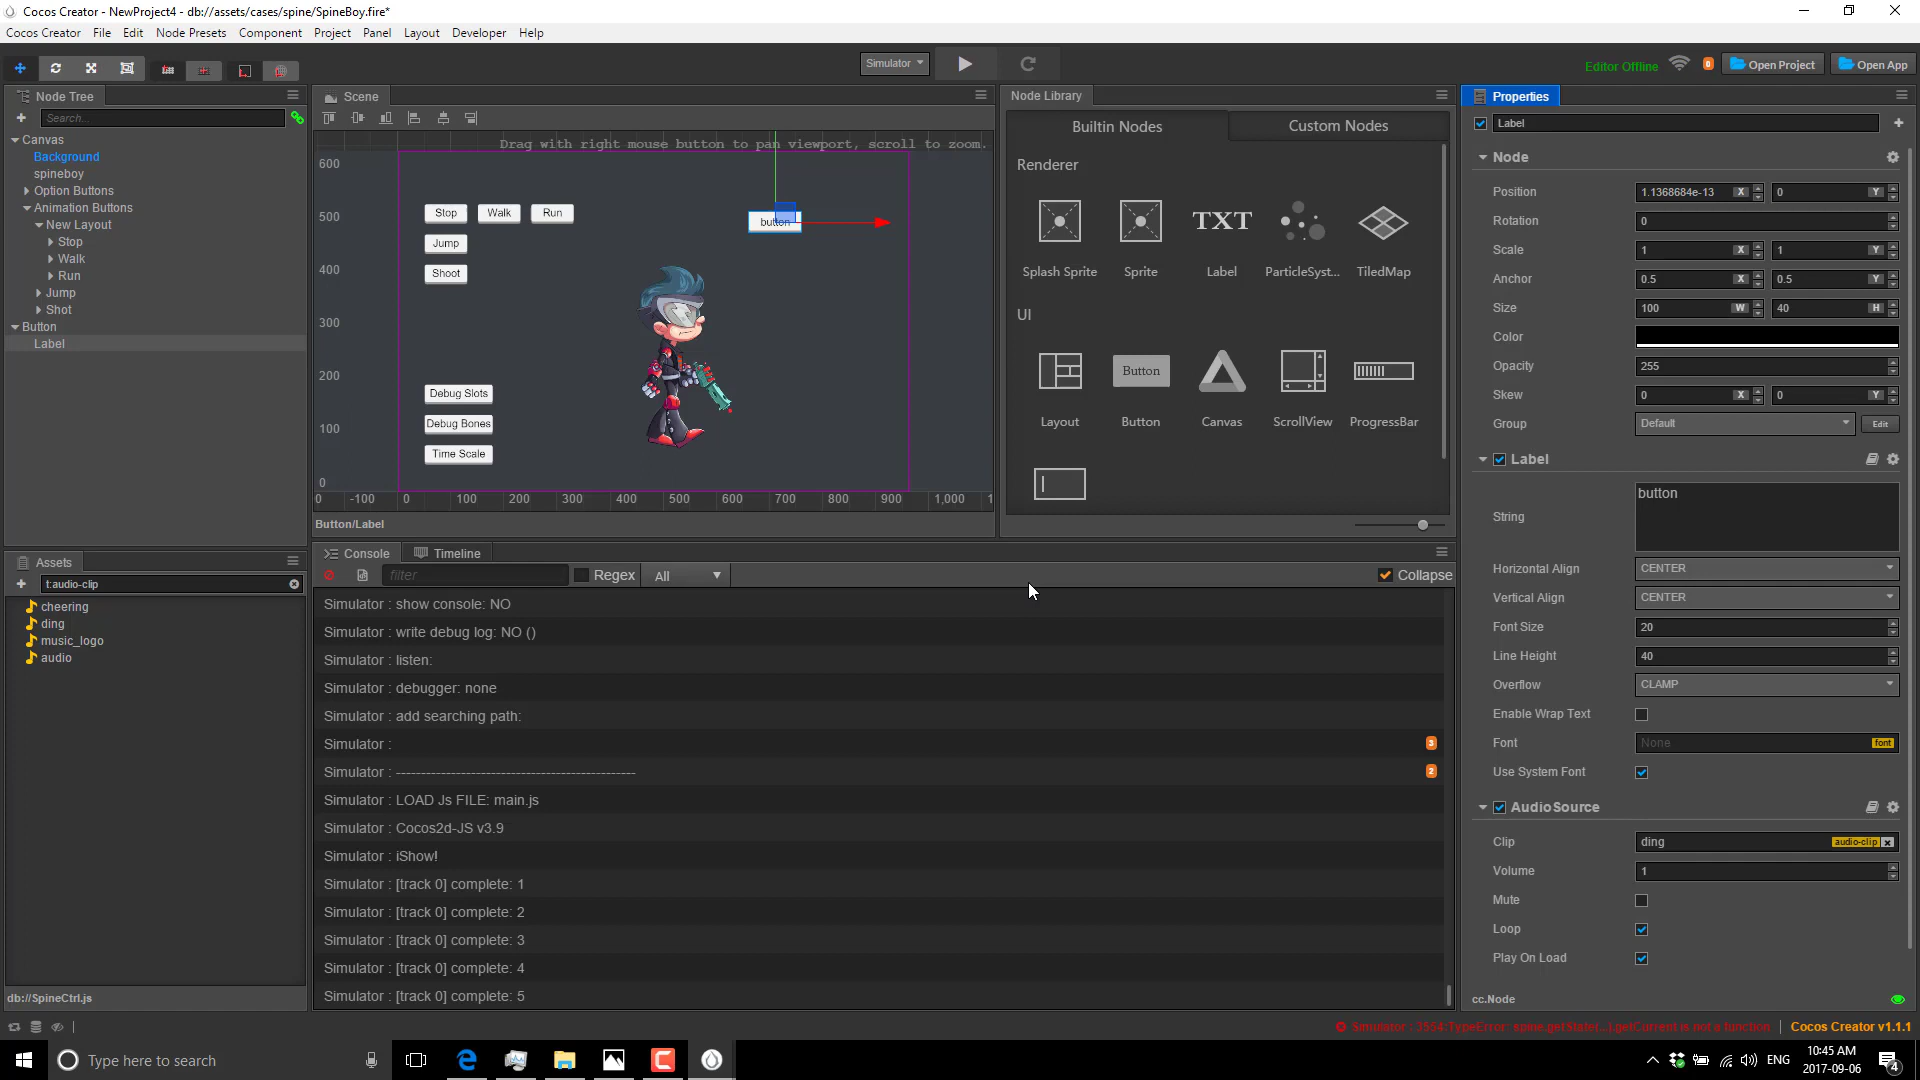 Cocos Creator - NewProject4 - db://assets/cases/spine/SpineBoy.fire*
Cocos Creator File Edit Node Presets Component Project Panel Layout Developer Help
Simulator
Editor Offline 0 Open Project Open App
Node Tree
Search...
Canvas
Background
spineboy
Option Buttons
Animation Buttons
New Layout
Stop
Walk
Run
Jump
Shot
Button
Label
Scene
Drag with right mouse button to pan viewport, scroll to zoom.
600
500
400
300
200
100
0
0 -100 0 100 200 300 400 500 600 700 800 900 1,000 1
Stop Walk Run
Jump
Shoot
button
Debug Slots
Debug Bones
Time Scale
Button/Label
Node Library
Builtin Nodes Custom Nodes
Renderer
TXT
Splash Sprite Sprite Label ParticleSyst... TiledMap
UI
Button
Layout Button Canvas ScrollView ProgressBar
Assets
t:audio-clip
cheering
ding
music_logo
audio
db://SpineCtrl.js
Console Timeline
filter Regex All Collapse
Simulator : show console: NO
Simulator : write debug log: NO ()
Simulator : listen:
Simulator : debugger: none
Simulator : add searching path:
Simulator : 3
Simulator : ------------------------------------------------ 2
Simulator : LOAD Js FILE: main.js
Simulator : Cocos2d-JS v3.9
Simulator : iShow!
Simulator : [track 0] complete: 1
Simulator : [track 0] complete: 2
Simulator : [track 0] complete: 3
Simulator : [track 0] complete: 4
Simulator : [track 0] complete: 5
Properties
Label
Node
Position 1.1368684e-13 X 0 Y
Rotation 0
Scale 1 X 1 Y
Anchor 0.5 X 0.5 Y
Size 100 W 40 H
Color
Opacity 255
Skew 0 X 0 Y
Group Default Edit
Label
String button
Horizontal Align CENTER
Vertical Align CENTER
Font Size 20
Line Height 40
Overflow CLAMP
Enable Wrap Text
Font None font
Use System Font
AudioSource
Clip ding audio-clip
Volume 1
Mute
Loop
Play On Load
cc.Node
Simulator : 3554:TypeError: spine.getState(...).getCurrent is not a function Cocos Creator v1.1.1
Type here to search
ENG 10:45 AM
2017-09-06
4